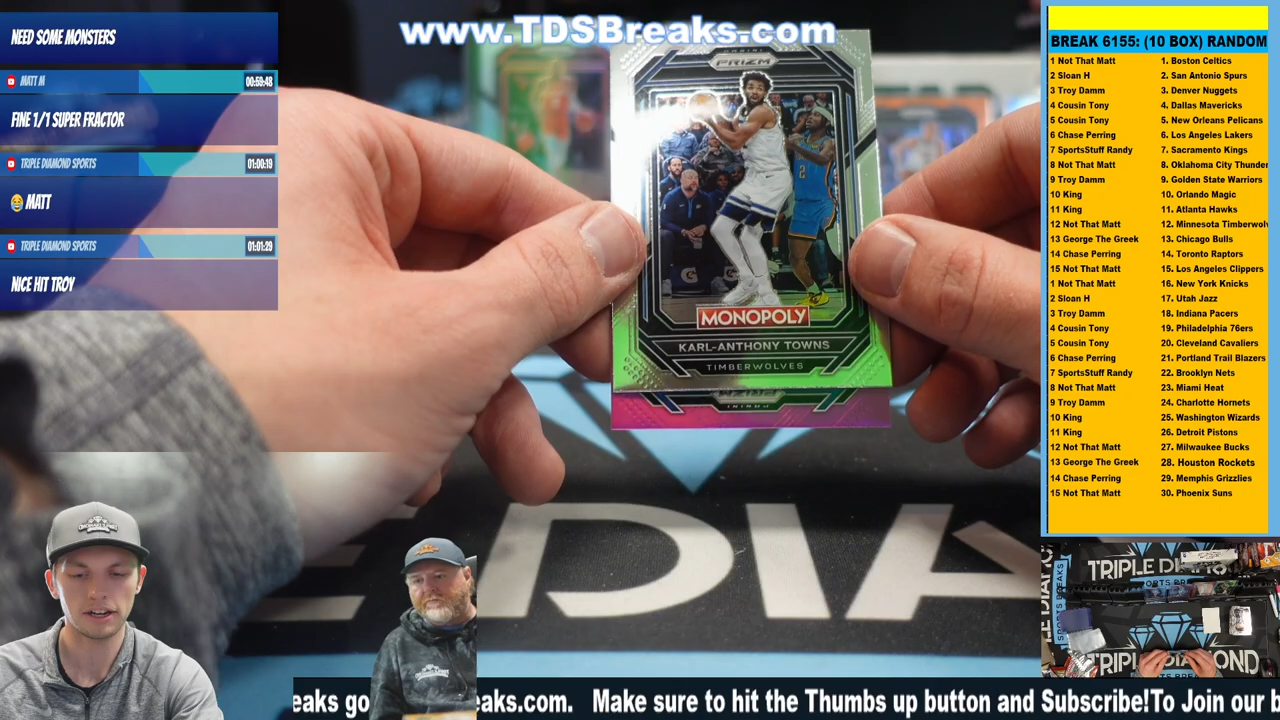 www.TDSBreaks.com
NEED SOME MONSTERS
MATT M
00:59:48
FINE 1/1 SUPER FRACTOR
TRIPLE DIAMOND SPORTS
01:00:19
😂 MATT
TRIPLE DIAMOND SPORTS
01:01:29
NICE HIT TROY
PANINI
PRIZM
2
G
G
MONOPOLY
KARL-ANTHONY TOWNS
TIMBERWOLVES
E DIA
BREAK 6155: (10 BOX) RANDOM
1 Not That Matt 1. Boston Celtics
2 Sloan H 2. San Antonio Spurs
3 Troy Damm 3. Denver Nuggets
4 Cousin Tony 4. Dallas Mavericks
5 Cousin Tony 5. New Orleans Pelicans
6 Chase Perring 6. Los Angeles Lakers
7 SportsStuff Randy 7. Sacramento Kings
8 Not That Matt 8. Oklahoma City Thunder
9 Troy Damm 9. Golden State Warriors
10 King 10. Orlando Magic
11 King 11. Atlanta Hawks
12 Not That Matt 12. Minnesota Timberwolv
13 George The Greek 13. Chicago Bulls
14 Chase Perring 14. Toronto Raptors
15 Not That Matt 15. Los Angeles Clippers
1 Not That Matt 16. New York Knicks
2 Sloan H 17. Utah Jazz
3 Troy Damm 18. Indiana Pacers
4 Cousin Tony 19. Philadelphia 76ers
5 Cousin Tony 20. Cleveland Cavaliers
6 Chase Perring 21. Portland Trail Blazers
7 SportsStuff Randy 22. Brooklyn Nets
8 Not That Matt 23. Miami Heat
9 Troy Damm 24. Charlotte Hornets
10 King 25. Washington Wizards
11 King 26. Detroit Pistons
12 Not That Matt 27. Milwaukee Bucks
13 George The Greek 28. Houston Rockets
14 Chase Perring 29. Memphis Grizzlies
15 Not That Matt 30. Phoenix Suns
TRIPLE DIAMO
ORTS BRE
TRIPL DIAMOND
eaks go eaks.com. Make sure to hit the Thumbs up button and Subscribe!To Join our b